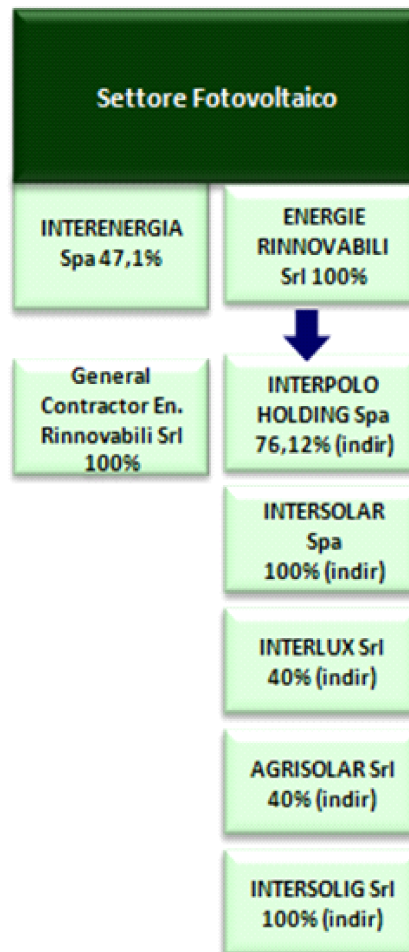 Settore Fotovoltaico
INTERENERGIA
Spa 47,1%
ENERGIE
RINNOVABILI
Srl 100%
General
Contractor En.
Rinnovabili Srl
100%
INTERPOLO
HOLDING Spa
76,12% (indir)
INTERSOLAR
Spa
100% (indir)
INTERLUX Srl
40% (indir)
AGRISOLAR Srl
40% (indir)
INTERSOLIG Srl
100% (indir)